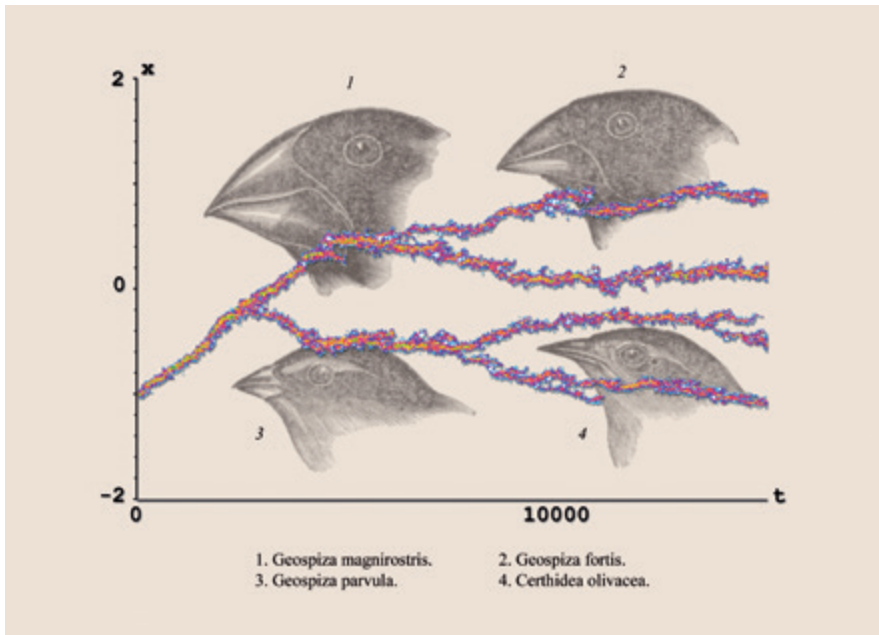 2 x
1
2
0
3
4
-2
t
0
10000
1. Geospiza magnirostris.
2. Geospiza fortis.
3. Geospiza parvula.
4. Certhidea olivacea.